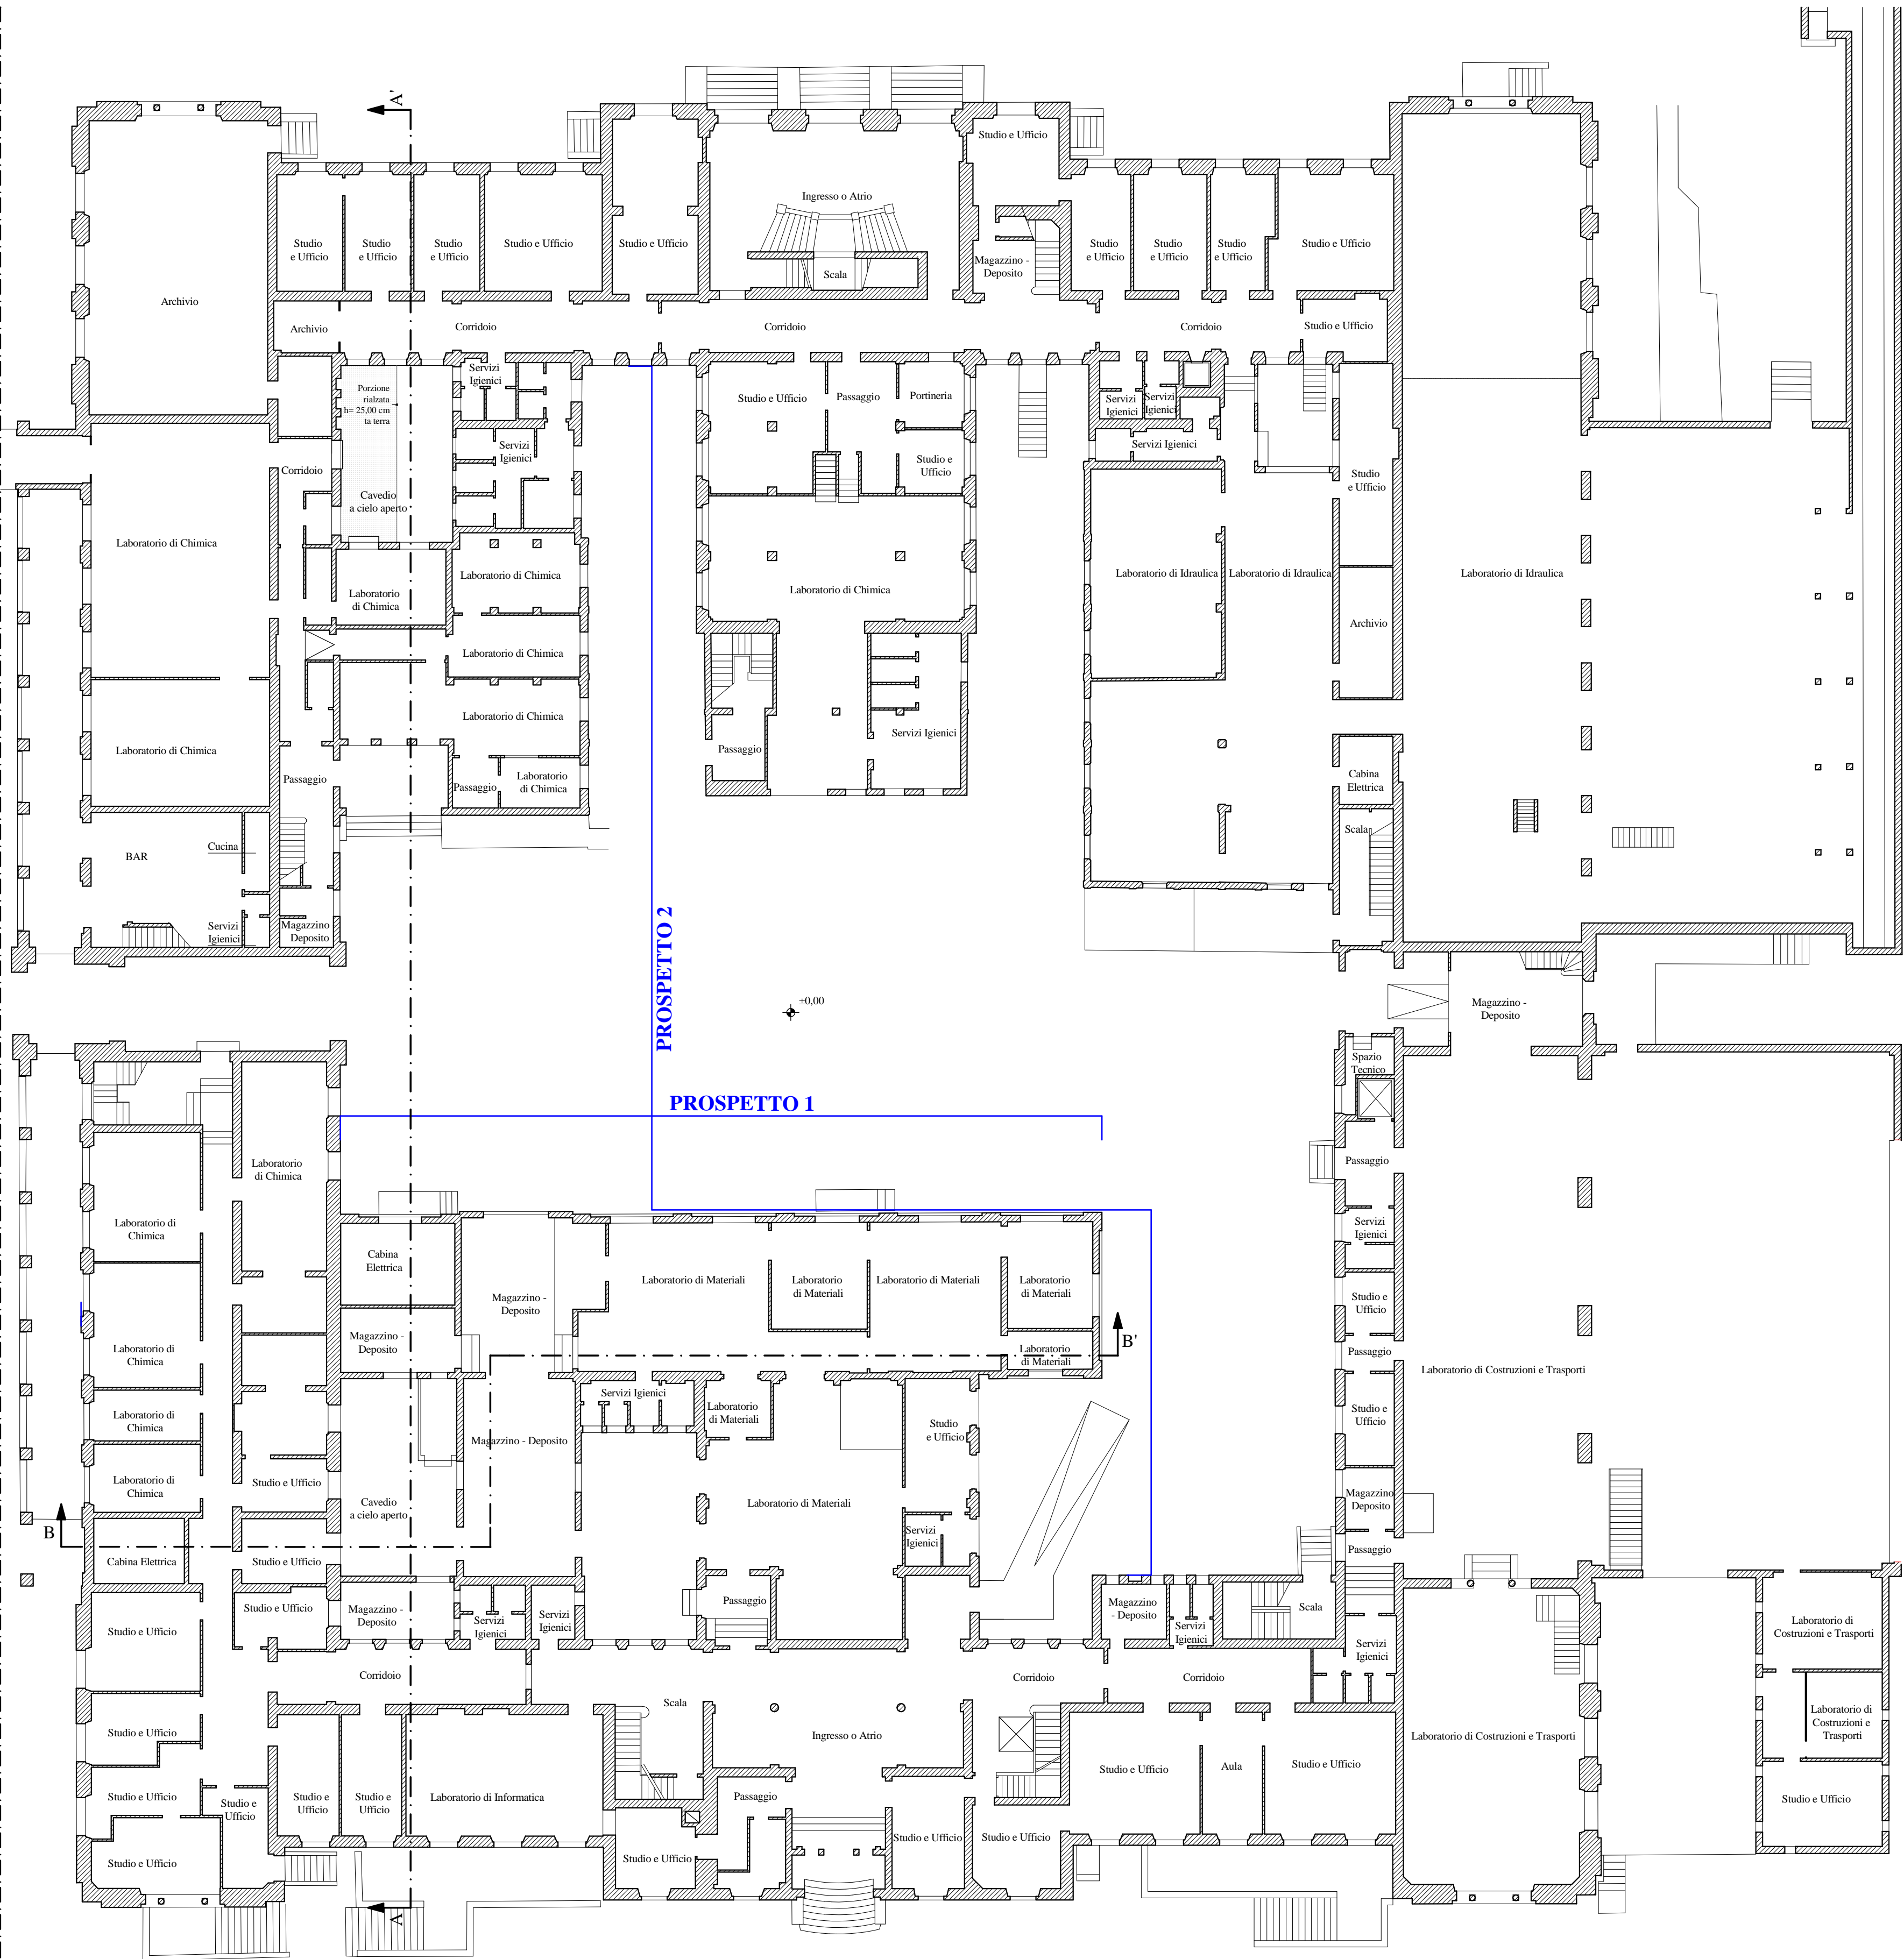 A'
Studio e Ufficio
Ingresso o Atrio
Studio
e Ufficio
Studio
e Ufficio
Studio
e Ufficio
Studio e Ufficio
Studio e Ufficio
Scala
Magazzino -
Deposito
Studio
e Ufficio
Studio
e Ufficio
Studio
e Ufficio
Studio e Ufficio
Archivio
Archivio
Corridoio
Corridoio
Corridoio
Studio e Ufficio
Porzione
rialzata
h= 25,00 cm
ta terra
Servizi
Igienici
Studio e Ufficio
Passaggio
Portineria
Servizi
Igienici
Servizi
Igienici
Servizi Igienici
Servizi
Igienici
Studio e
Ufficio
Corridoio
Studio
e Ufficio
Cavedio
a cielo aperto
Laboratorio di Chimica
Laboratorio di Chimica
Laboratorio
di Chimica
Laboratorio di Chimica
Laboratorio di Idraulica
Laboratorio di Idraulica
Laboratorio di Idraulica
Archivio
Laboratorio di Chimica
Laboratorio di Chimica
Laboratorio di Chimica
Passaggio
Servizi Igienici
Passaggio
Passaggio
Laboratorio
di Chimica
Cabina
Elettrica
Scala
BAR
Cucina
Servizi
Igienici
Magazzino
Deposito
PROSPETTO 2
±0,00
Magazzino -
Deposito
Spazio
Tecnico
PROSPETTO 1
Laboratorio
di Chimica
Passaggio
Laboratorio di
Chimica
Servizi
Igienici
Cabina
Elettrica
Magazzino -
Deposito
Laboratorio di Materiali
Laboratorio
di Materiali
Laboratorio di Materiali
Laboratorio
di Materiali
Studio e
Ufficio
Magazzino -
Deposito
Laboratorio
di Materiali
B'
Passaggio
Laboratorio di
Chimica
Laboratorio di Costruzioni e Trasporti
Servizi Igienici
Laboratorio
di Materiali
Studio
e Ufficio
Studio e
Ufficio
Laboratorio di
Chimica
Magazzino - Deposito
Laboratorio di
Chimica
Studio e Ufficio
Cavedio
a cielo aperto
Laboratorio di Materiali
Magazzino
Deposito
B
Servizi
Igienici
Passaggio
Cabina Elettrica
Studio e Ufficio
Studio e Ufficio
Magazzino -
Deposito
Servizi
Igienici
Servizi
Igienici
Passaggio
Magazzino
- Deposito
Servizi
Igienici
Scala
Servizi
Igienici
Laboratorio di
Costruzioni e Trasporti
Studio e Ufficio
Corridoio
Corridoio
Corridoio
Scala
Ingresso o Atrio
Studio e Ufficio
Laboratorio di Costruzioni e Trasporti
Laboratorio di
Costruzioni e
Trasporti
Studio e Ufficio
Aula
Studio e Ufficio
Studio e Ufficio
Studio e
Ufficio
Studio e
Ufficio
Studio e
Ufficio
Laboratorio di Informatica
Passaggio
Studio e Ufficio
Studio e Ufficio
Studio e Ufficio
Studio e Ufficio
Studio e Ufficio
A